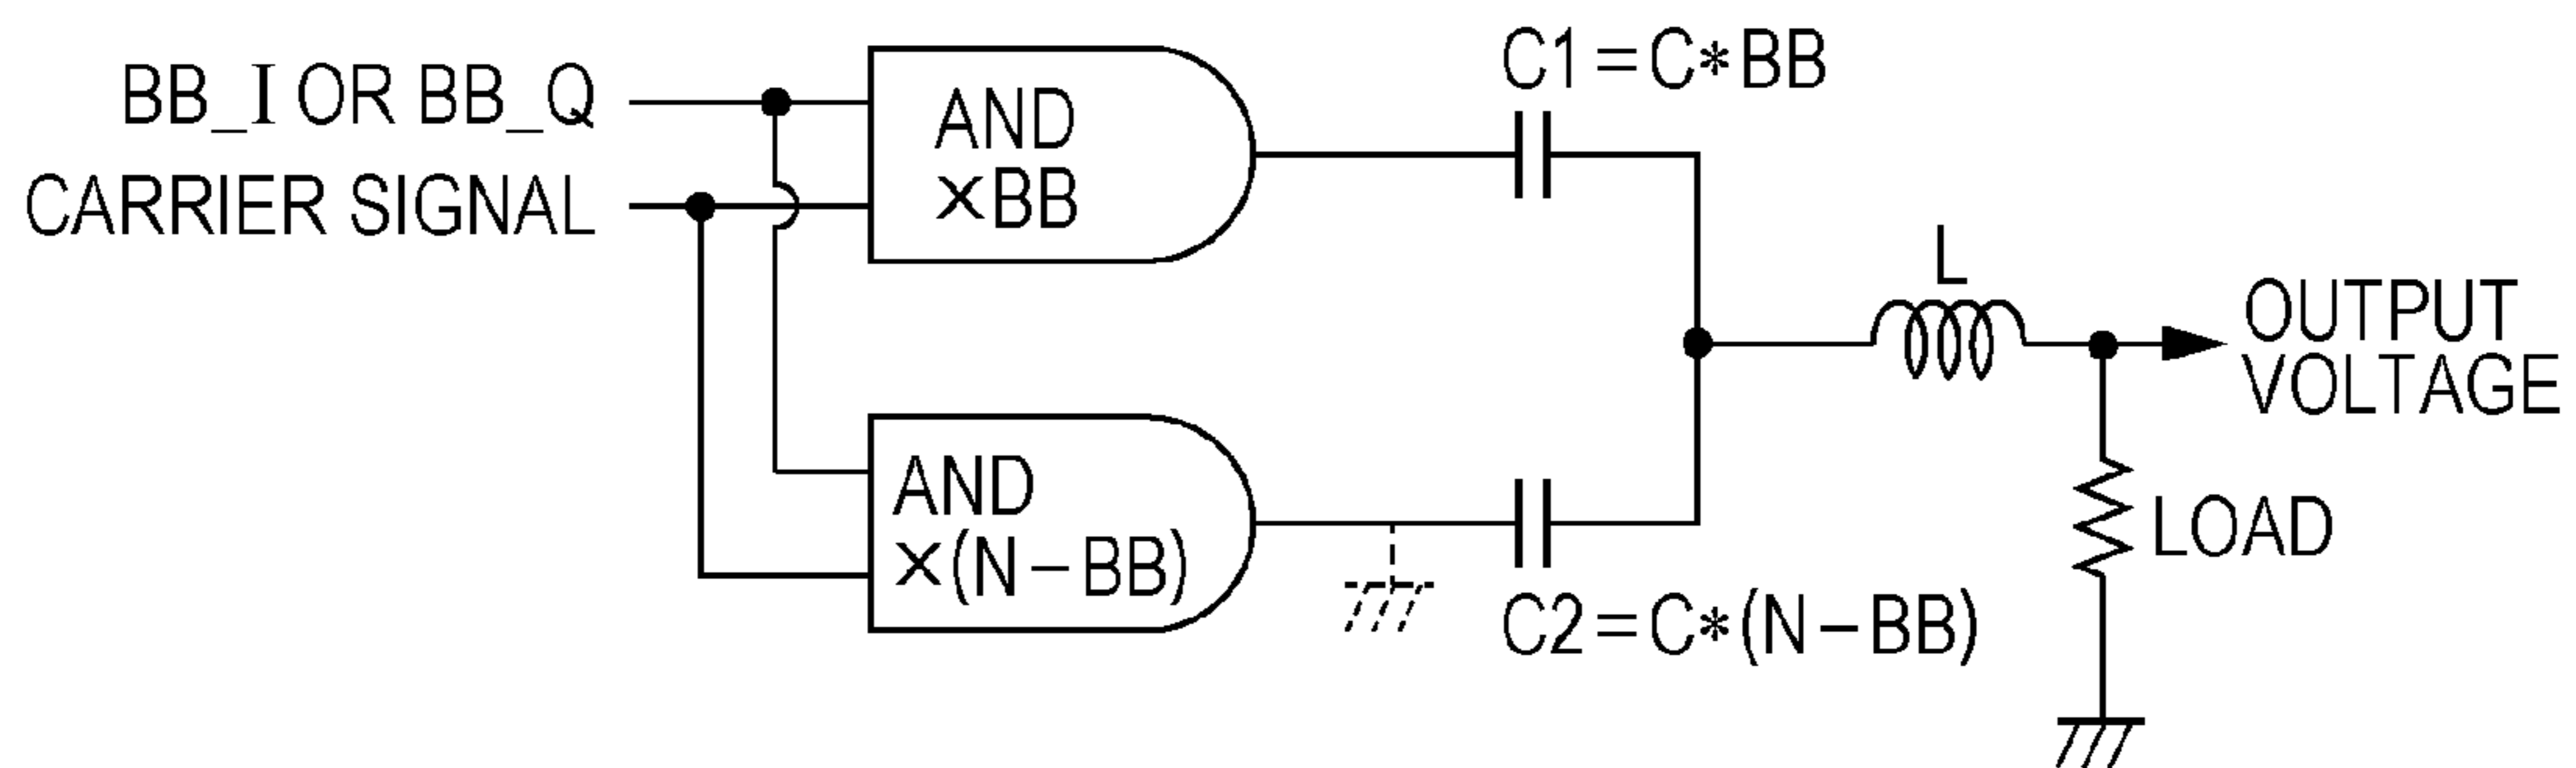 BB_I OR BB_Q
CARRIER SIGNAL
AND
×BB
C1=C*BB
AND
×(N-BB)
C2=C*(N-BB)
L
OUTPUT
VOLTAGE
LOAD